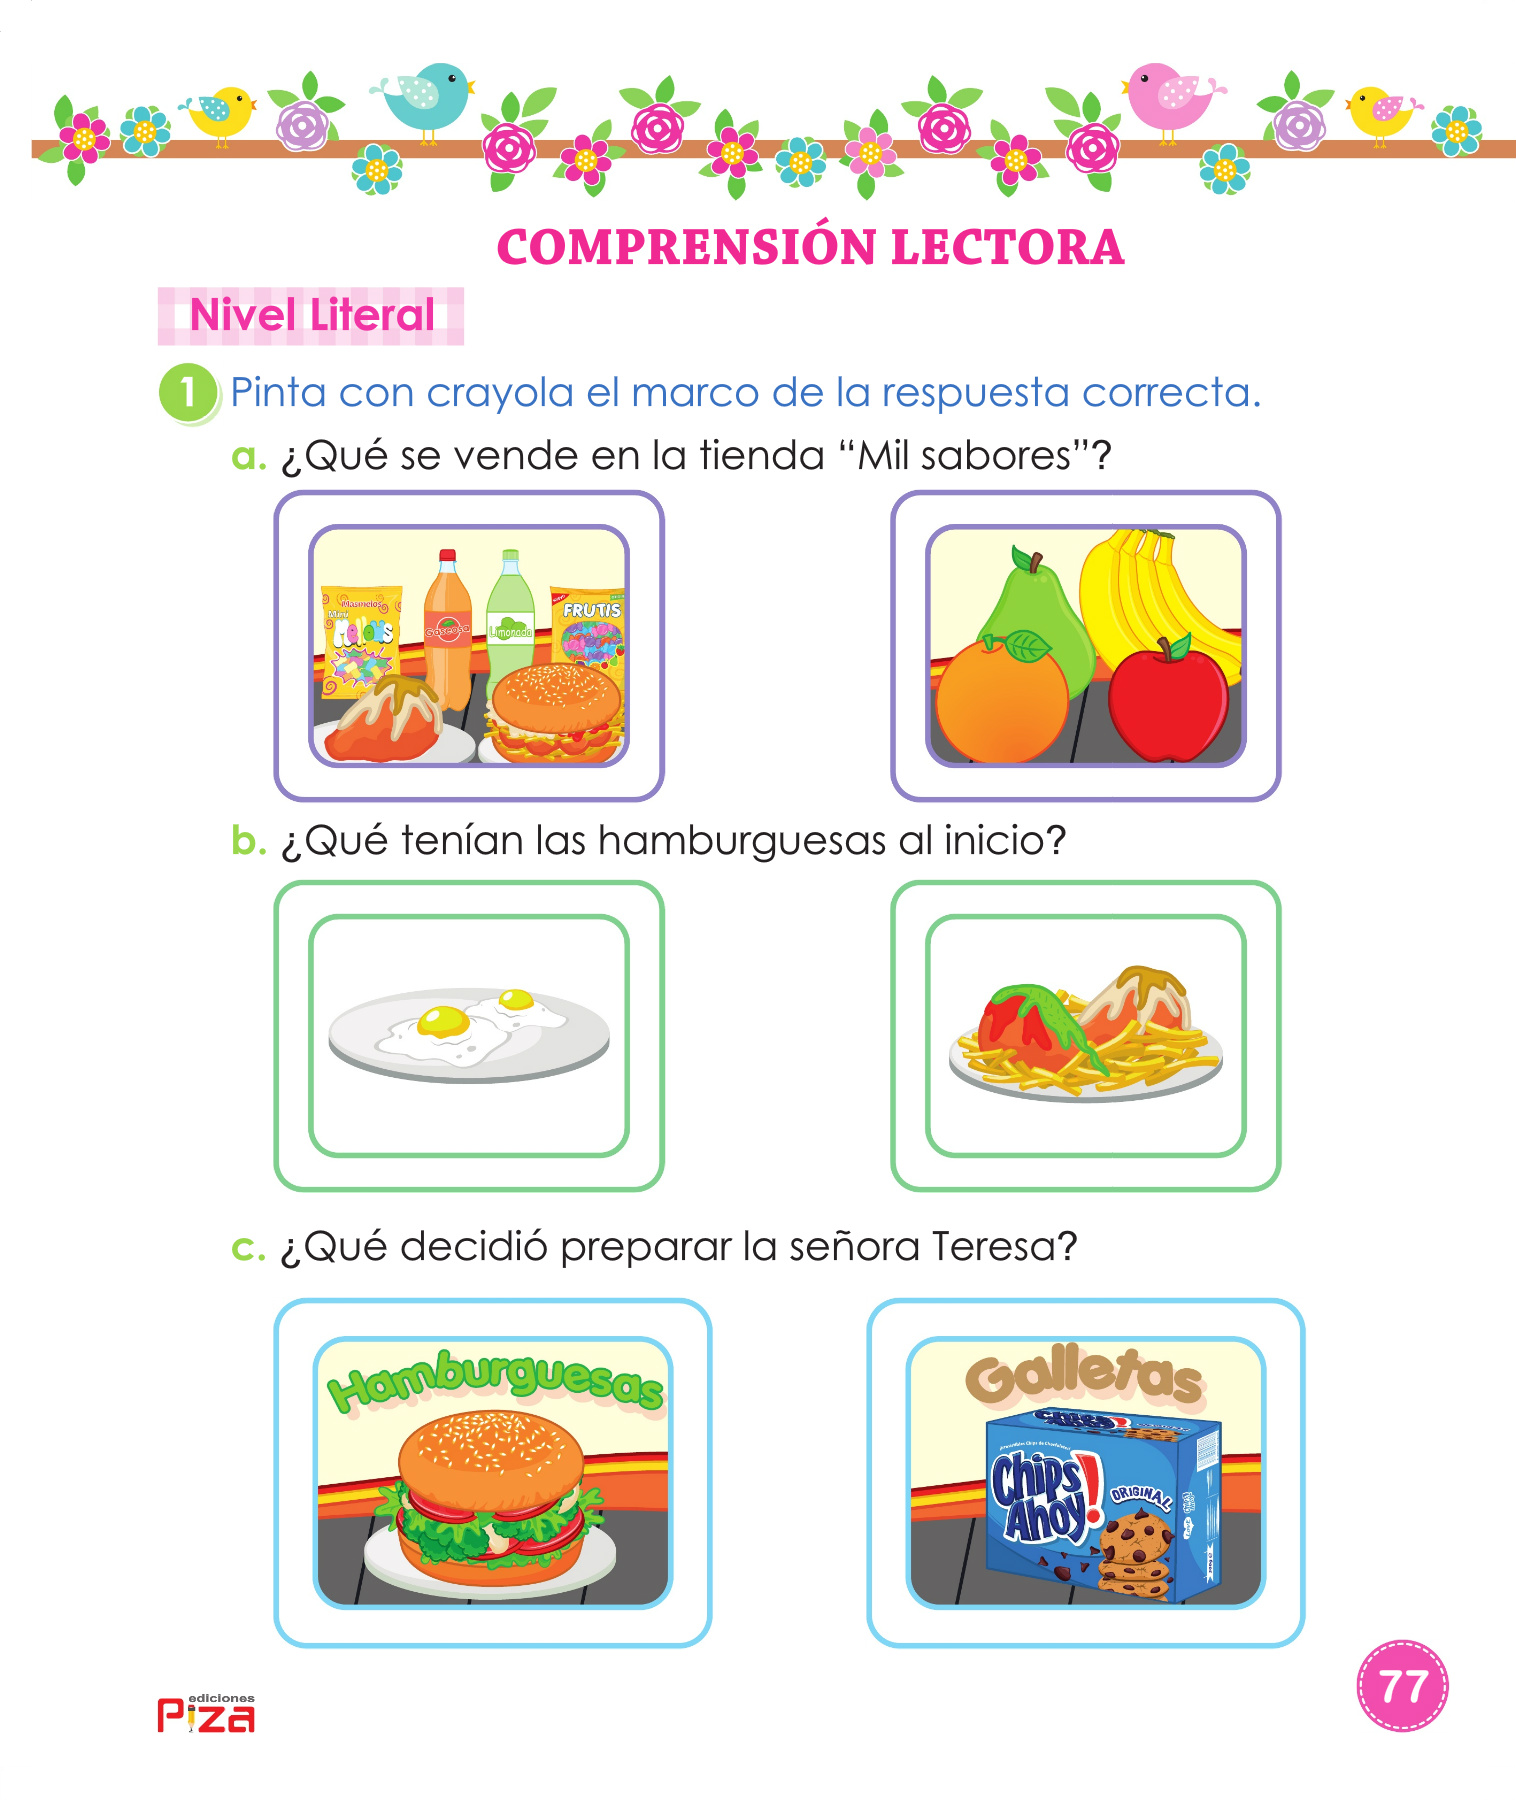 COMPRENSIÓN LECTORA
Nivel Literal
1 Pinta con crayola el marco de la respuesta correcta.
a. ¿Qué se vende en la tienda “Mil sabores”?
Masmelos
Mini
Mellows
Gaseosa
Limonada
FRUTIS
b. ¿Qué tenían las hamburguesas al inicio?
c. ¿Qué decidió preparar la señora Teresa?
Hamburguesas
Galletas
Chips
Ahoy!
ORIGINAL
ediciones
Piza
77